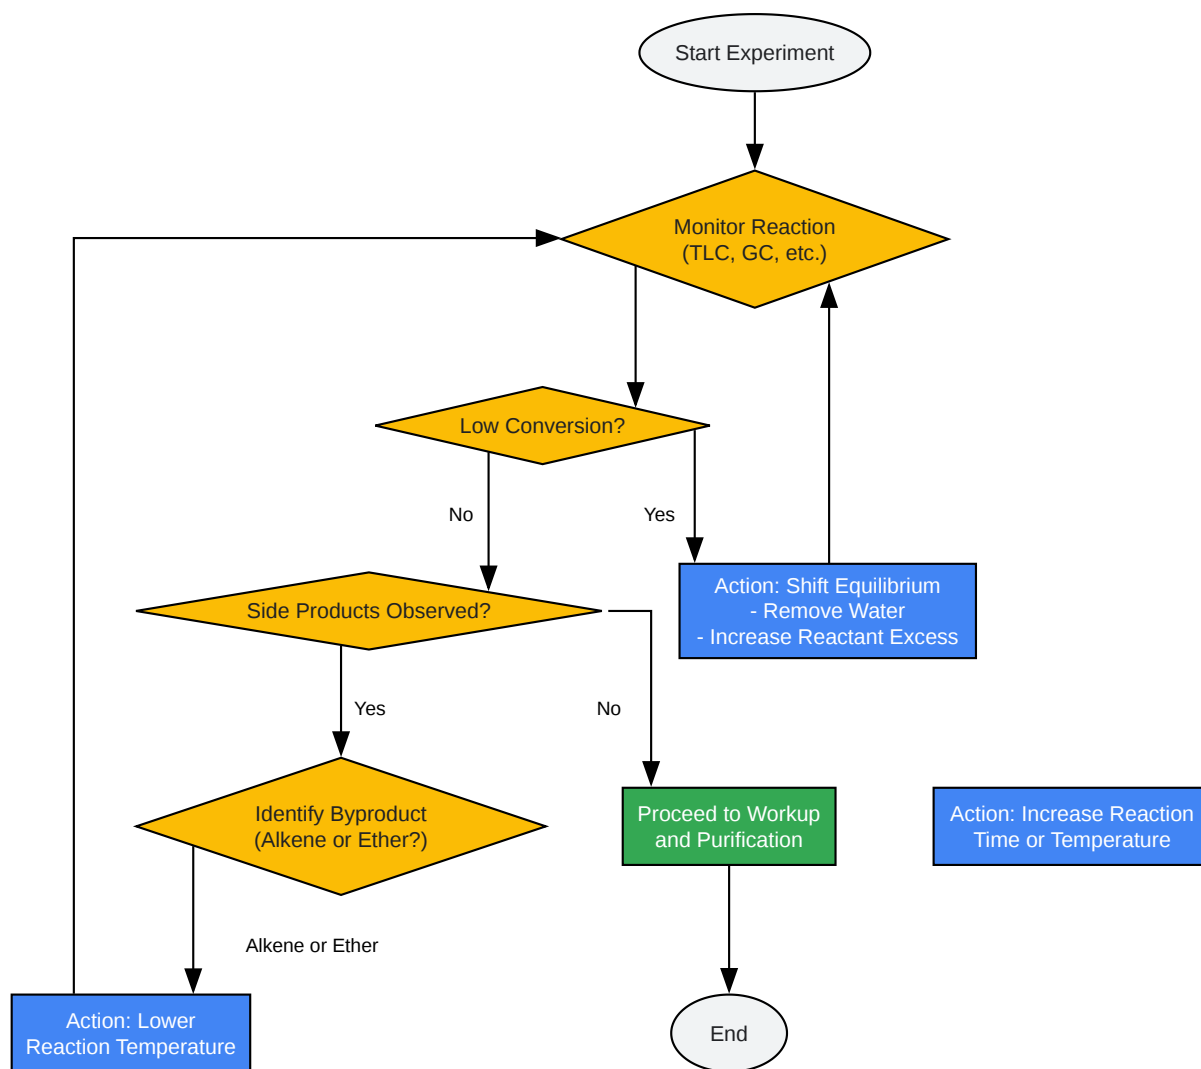 Start Experiment
Monitor Reaction
(TLC, GC, etc.)
Low Conversion?
No
Yes
Action: Shift Equilibrium
- Remove Water
- Increase Reactant Excess
Side Products Observed?
Yes
No
Identify Byproduct
(Alkene or Ether?)
Proceed to Workup
and Purification
Action: Increase Reaction
Time or Temperature
Alkene or Ether
Action: Lower
Reaction Temperature
End